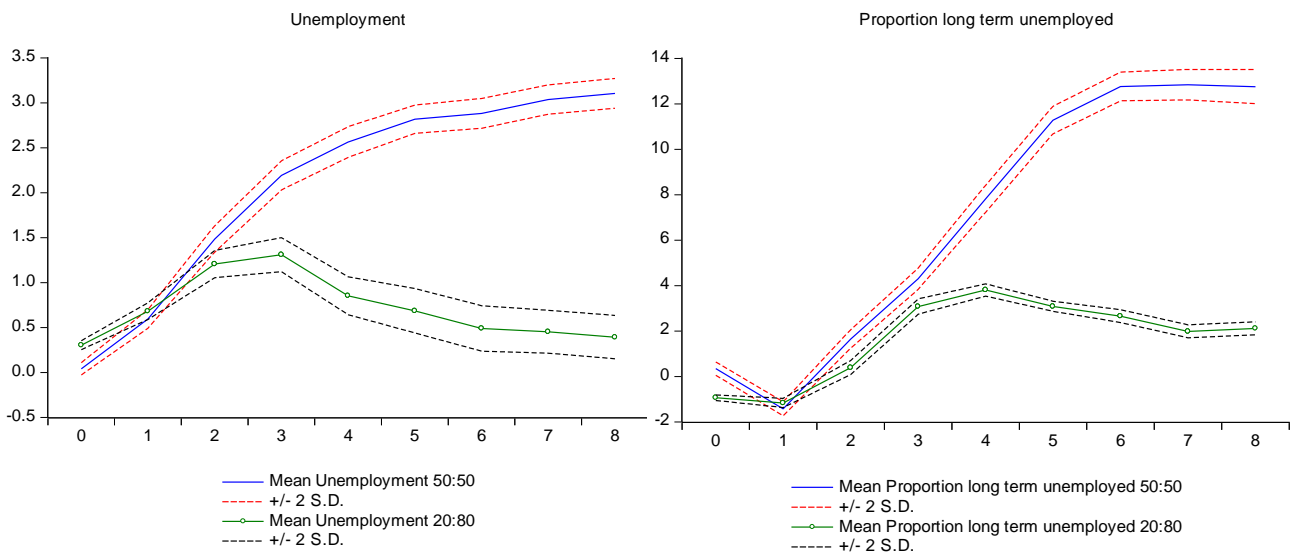 Unemployment
3.5
3.0
2.5
2.0
1.5
1.0
0.5
0.0
-0.5
0 1 2 3 4 5 6 7 8
Mean Unemployment 50:50
+/- 2 S.D.
Mean Unemployment 20:80
+/- 2 S.D.
Proportion long term unemployed
14
12
10
8
6
4
2
0
-2
0 1 2 3 4 5 6 7 8
Mean Proportion long term unemployed 50:50
+/- 2 S.D.
Mean Proportion long term unemployed 20:80
+/- 2 S.D.